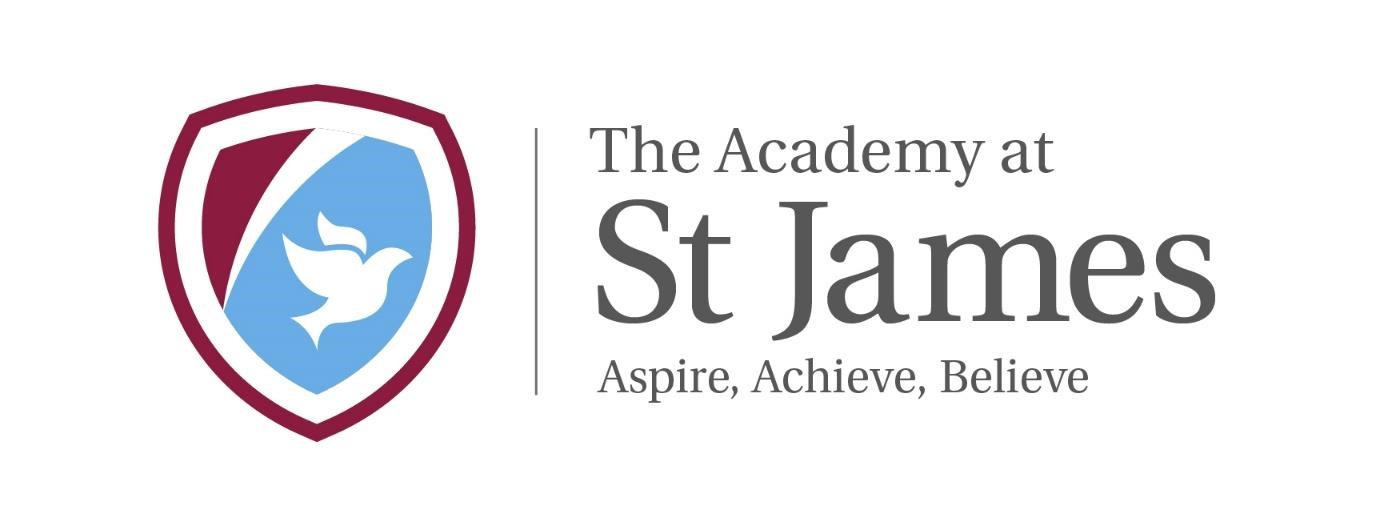 The Academy at
St James
Aspire, Achieve, Believe